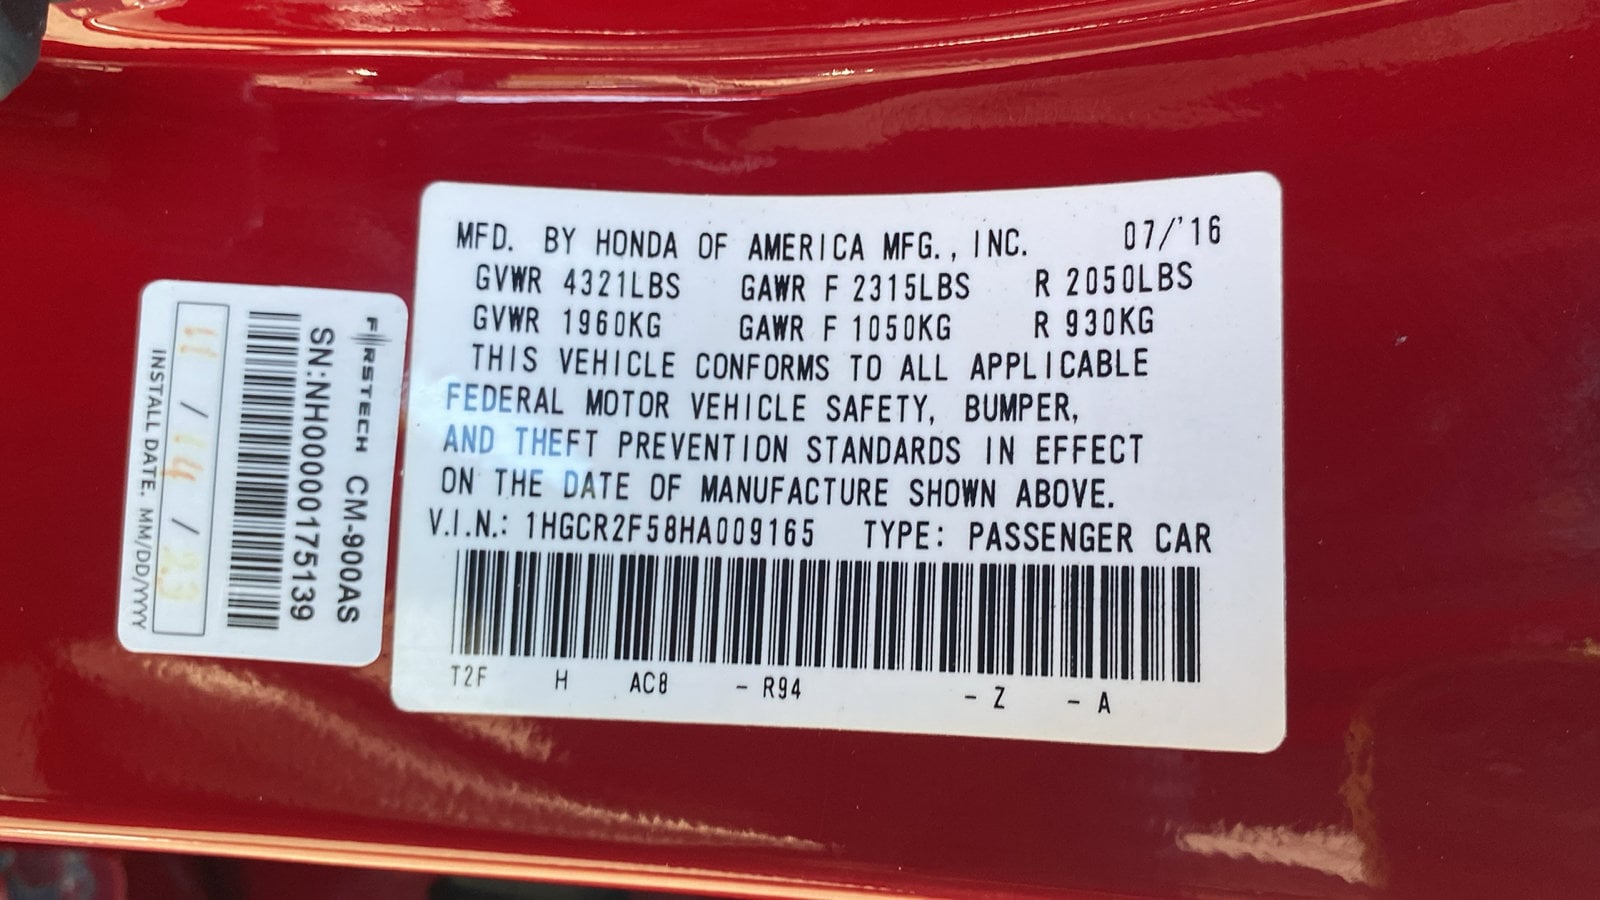 MFD. BY HONDA OF AMERICA MFG., INC. 07/'16
GVWR 4321LBS GAWR F 2315LBS R 2050LBS
GVWR 1960KG GAWR F 1050KG R 930KG
THIS VEHICLE CONFORMS TO ALL APPLICABLE
FEDERAL MOTOR VEHICLE SAFETY, BUMPER,
AND THEFT PREVENTION STANDARDS IN EFFECT
ON THE DATE OF MANUFACTURE SHOWN ABOVE.
V.I.N.: 1HGCR2F58HA009165 TYPE: PASSENGER CAR
T2F H AC8 - R94 - Z - A
FIRSTECH CM-900AS
SN:NH0000017513​9
11 / 14 / 23
INSTALL DATE. MM/DD/YYYY